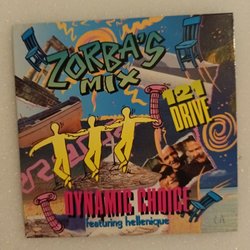 ZORBA'S
MIX
121
DRIVE
DYNAMIC CHOICE
featuring hellenique